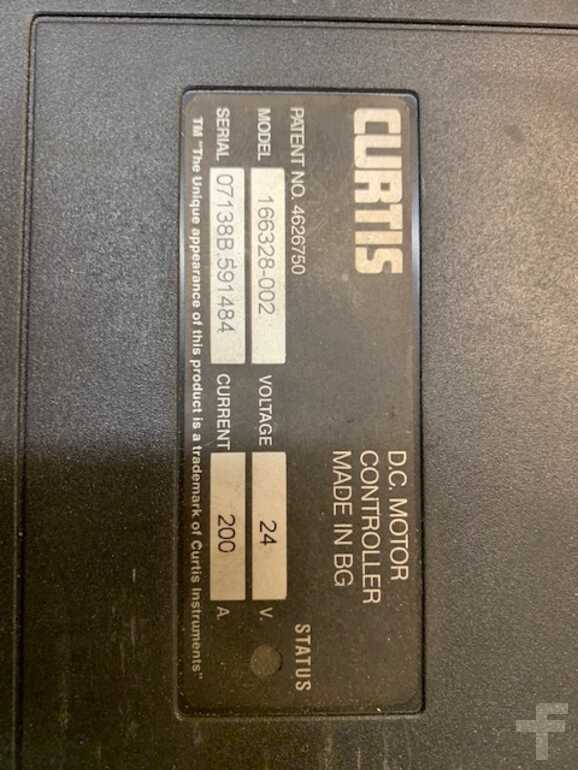 CURTIS
D.C. MOTOR
CONTROLLER
MADE IN BG
PATENT NO. 4626750
STATUS
MODEL 166328-002 VOLTAGE 24 V.
SERIAL 07138B.591484 CURRENT 200 A.
TM "The Unique appearance of this product is a trademark of Curtis Instruments"